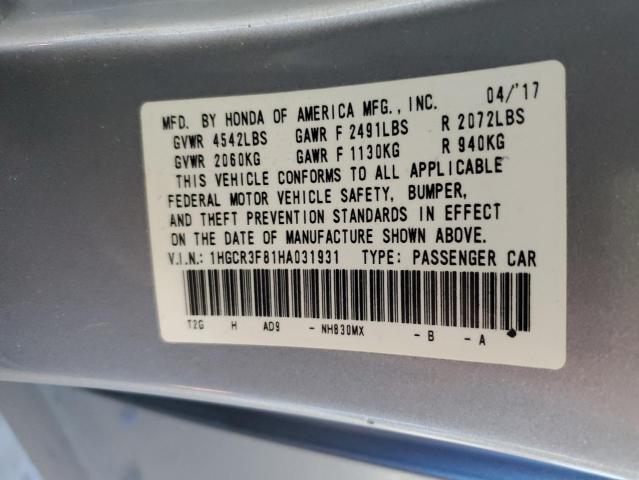 MFD. BY HONDA OF AMERICA MFG., INC. 04/'17
GVWR 4542LBS GAWR F 2491LBS R 2072LBS
GVWR 2060KG GAWR F 1130KG R 940KG
THIS VEHICLE CONFORMS TO ALL APPLICABLE
FEDERAL MOTOR VEHICLE SAFETY, BUMPER,
AND THEFT PREVENTION STANDARDS IN EFFECT
ON THE DATE OF MANUFACTURE SHOWN ABOVE.
V.I.N.: 1HGCR3F81HA031931 TYPE: PASSENGER CAR
T2G H AD9 - NH830MX - B - A